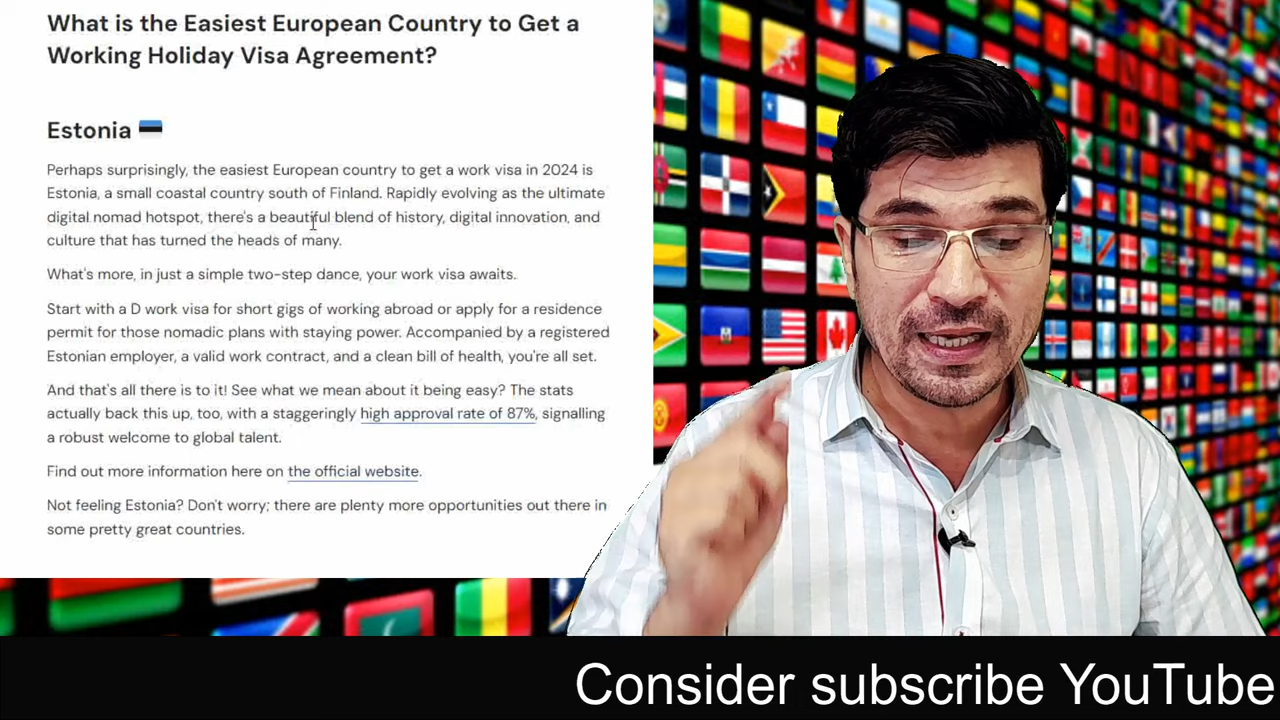 What is the Easiest European Country to Get a
Working Holiday Visa Agreement?
Estonia
Perhaps surprisingly, the easiest European country to get a work visa in 2024 is
Estonia, a small coastal country south of Finland. Rapidly evolving as the ultimate
digital nomad hotspot, there's a beautiful blend of history, digital innovation, and
culture that has turned the heads of many.
What's more, in just a simple two-step dance, your work visa awaits.
Start with a D work visa for short gigs of working abroad or apply for a residence
permit for those nomadic plans with staying power. Accompanied by a registered
Estonian employer, a valid work contract, and a clean bill of health, you're all set.
And that's all there is to it! See what we mean about it being easy? The stats
actually back this up, too, with a staggeringly high approval rate of 87%, signalling
a robust welcome to global talent.
Find out more information here on the official website.
Not feeling Estonia? Don't worry; there are plenty more opportunities out there in
some pretty great countries.
Consider subscribe YouTube